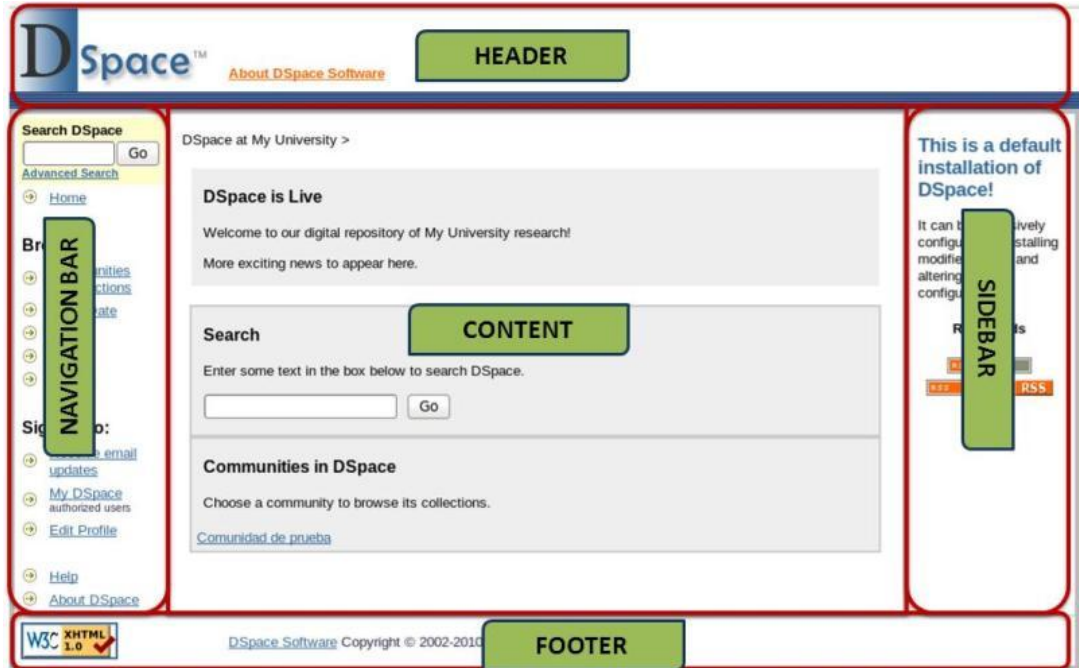 DSpace™
About DSpace Software
HEADER
Search DSpace
Go
Advanced Search
Home
NAVIGATION BAR
email
updates
My DSpace
authorized users
Edit Profile
Help
About DSpace
DSpace at My University >
DSpace is Live
Welcome to our digital repository of My University research!
More exciting news to appear here.
CONTENT
Search
Enter some text in the box below to search DSpace.
Go
Communities in DSpace
Choose a community to browse its collections.
Comunidad de prueba
This is a default
installation of
DSpace!
It can
and
altering
SIDEBAR
RSS
W3C XHTML
1.0
DSpace Software Copyright © 2002-2010
FOOTER